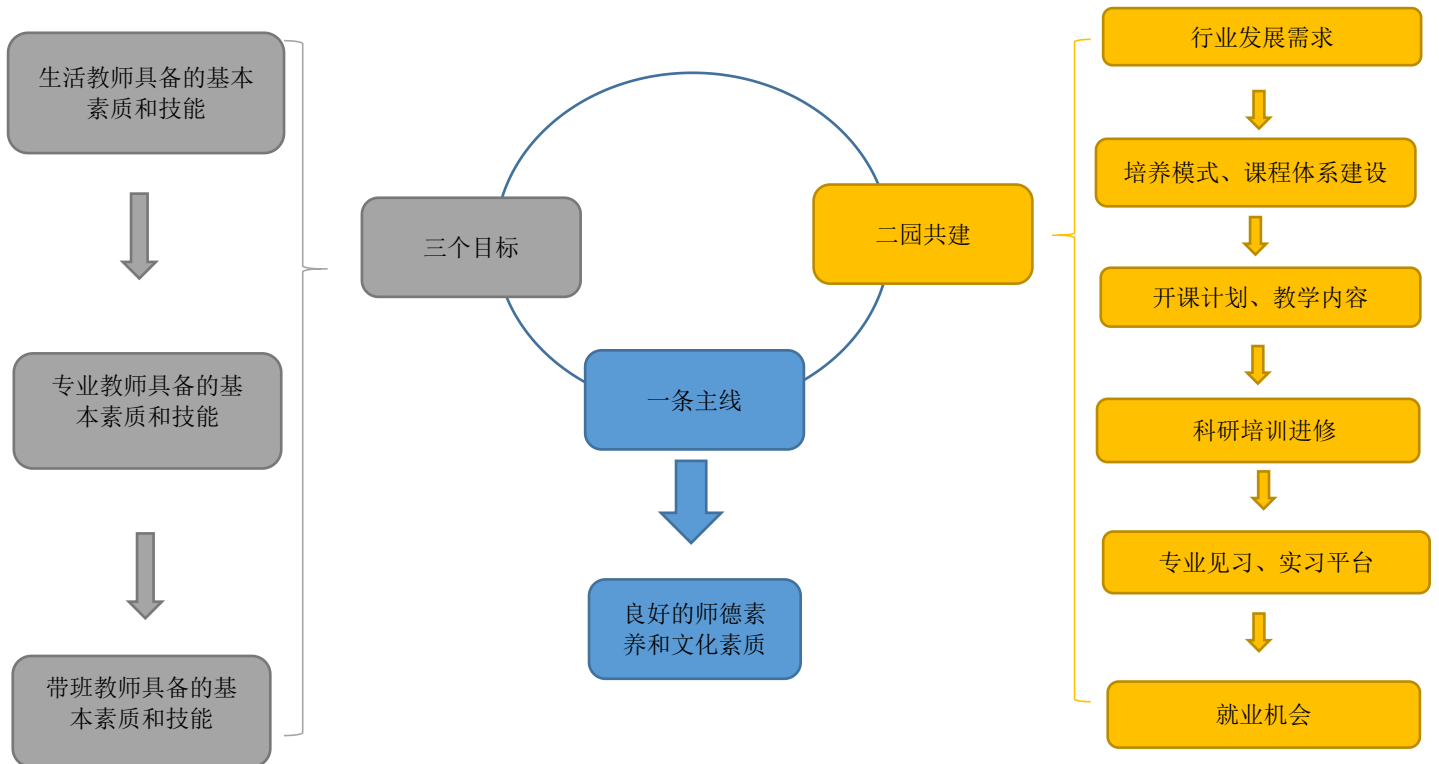 生活教师具备的基本
素质和技能
专业教师具备的基
本素质和技能
带班教师具备的基
本素质和技能
三个目标
二园共建
一条主线
良好的师德素
养和文化素质
行业发展需求
培养模式、课程体系建设
开课计划、教学内容
科研培训进修
专业见习、实习平台
就业机会